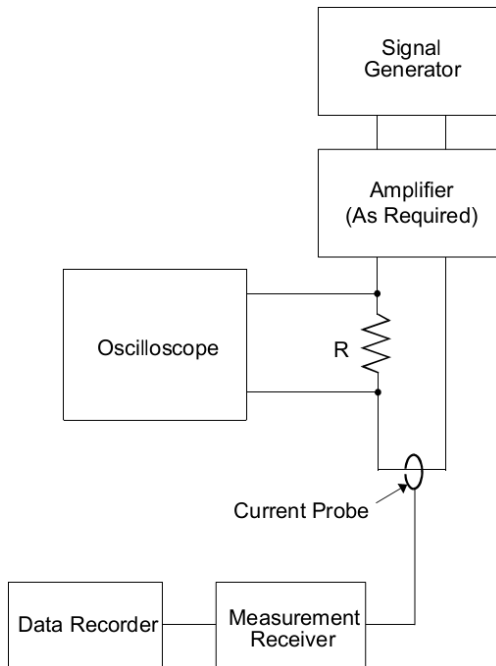 Signal
Generator
Amplifier
(As Required)
Oscilloscope
R
Current Probe
Data Recorder
Measurement
Receiver